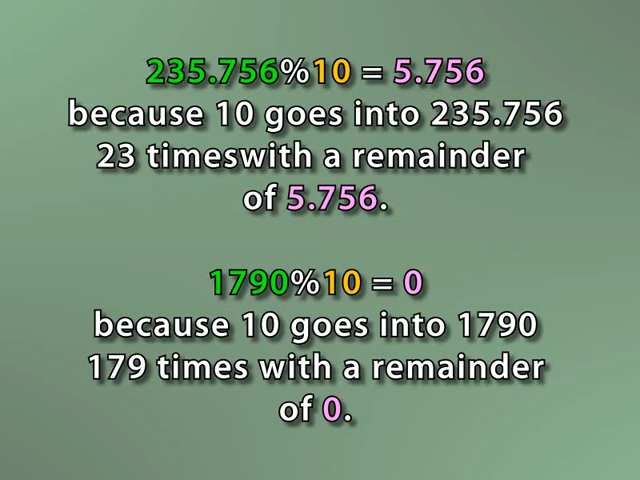 235.756%10 = 5.756
because 10 goes into 235.756
23 timeswith a remainder
of 5.756.
1790%10 = 0
because 10 goes into 1790
179 times with a remainder
of 0.